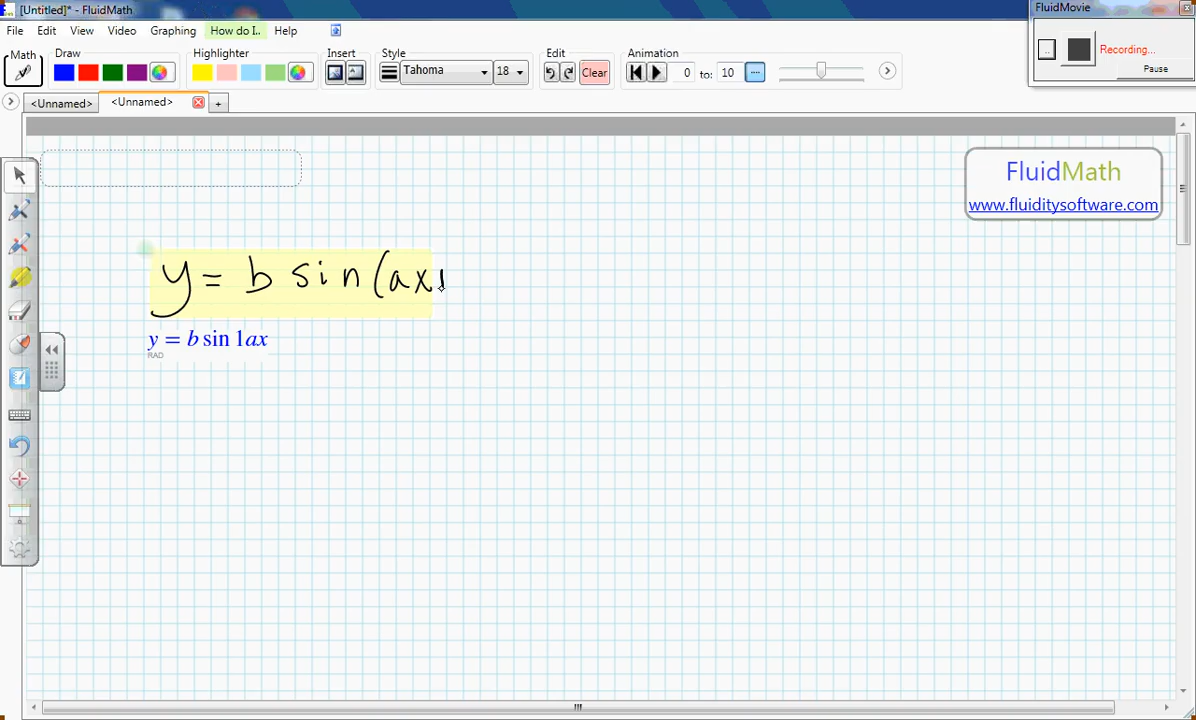 [Untitled]* - FluidMath
FluidMovie
File Edit View Video Graphing How do I.. Help
Math Draw Highlighter Insert Style Edit Animation
Tahoma 18 Clear 0 to: 10
Recording...
Pause
<Unnamed> <Unnamed> +
FluidMath
www.fluiditysoftware.com
y = b sin(ax
y = b sin 1ax
RAD